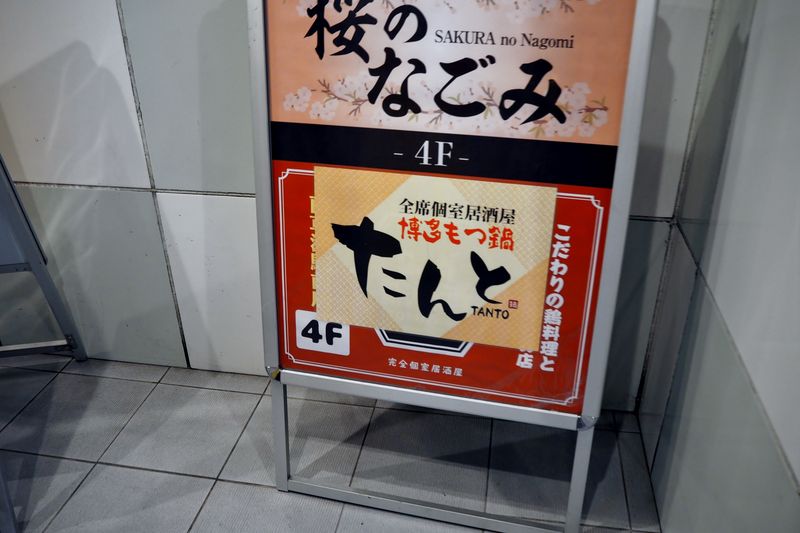 桜の
SAKURA no Nagomi
なごみ
- 4F -
全席個室居酒屋
博多もつ鍋
たんと
TANTO
こだわりの鶏料理と
店
4F
完全個室居酒屋